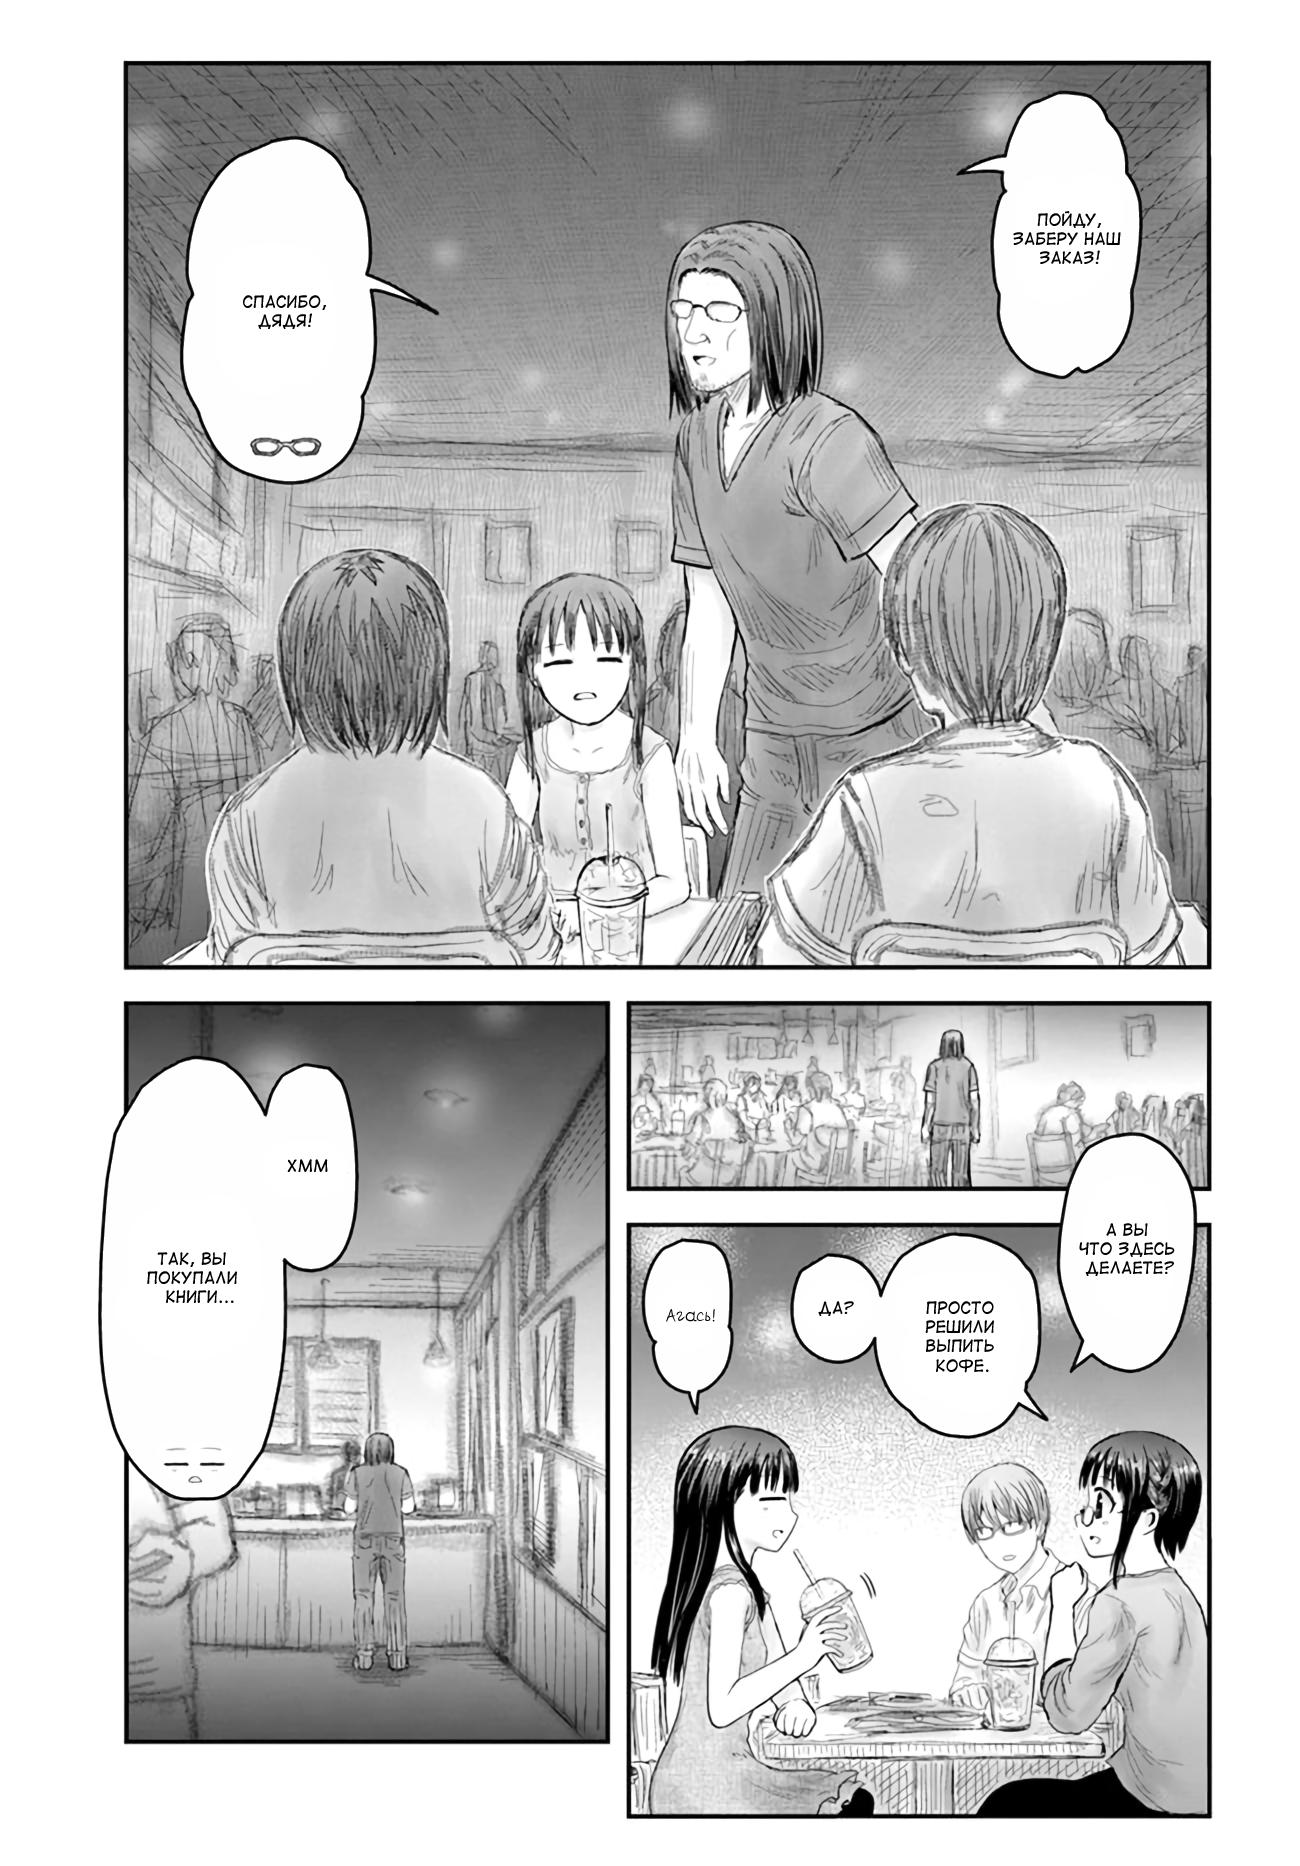 ПОЙДУ,
ЗАБЕРУ НАШ
ЗАКАЗ!
СПАСИБО,
ДЯДЯ!
А ВЫ
ЧТО ЗДЕСЬ
ДЕЛАЕТЕ?
ПРОСТО
РЕШИЛИ
ВЫПИТЬ
КОФЕ.
ДА?
Агась!
ХММ
ТАК, ВЫ
ПОКУПАЛИ
КНИГИ...